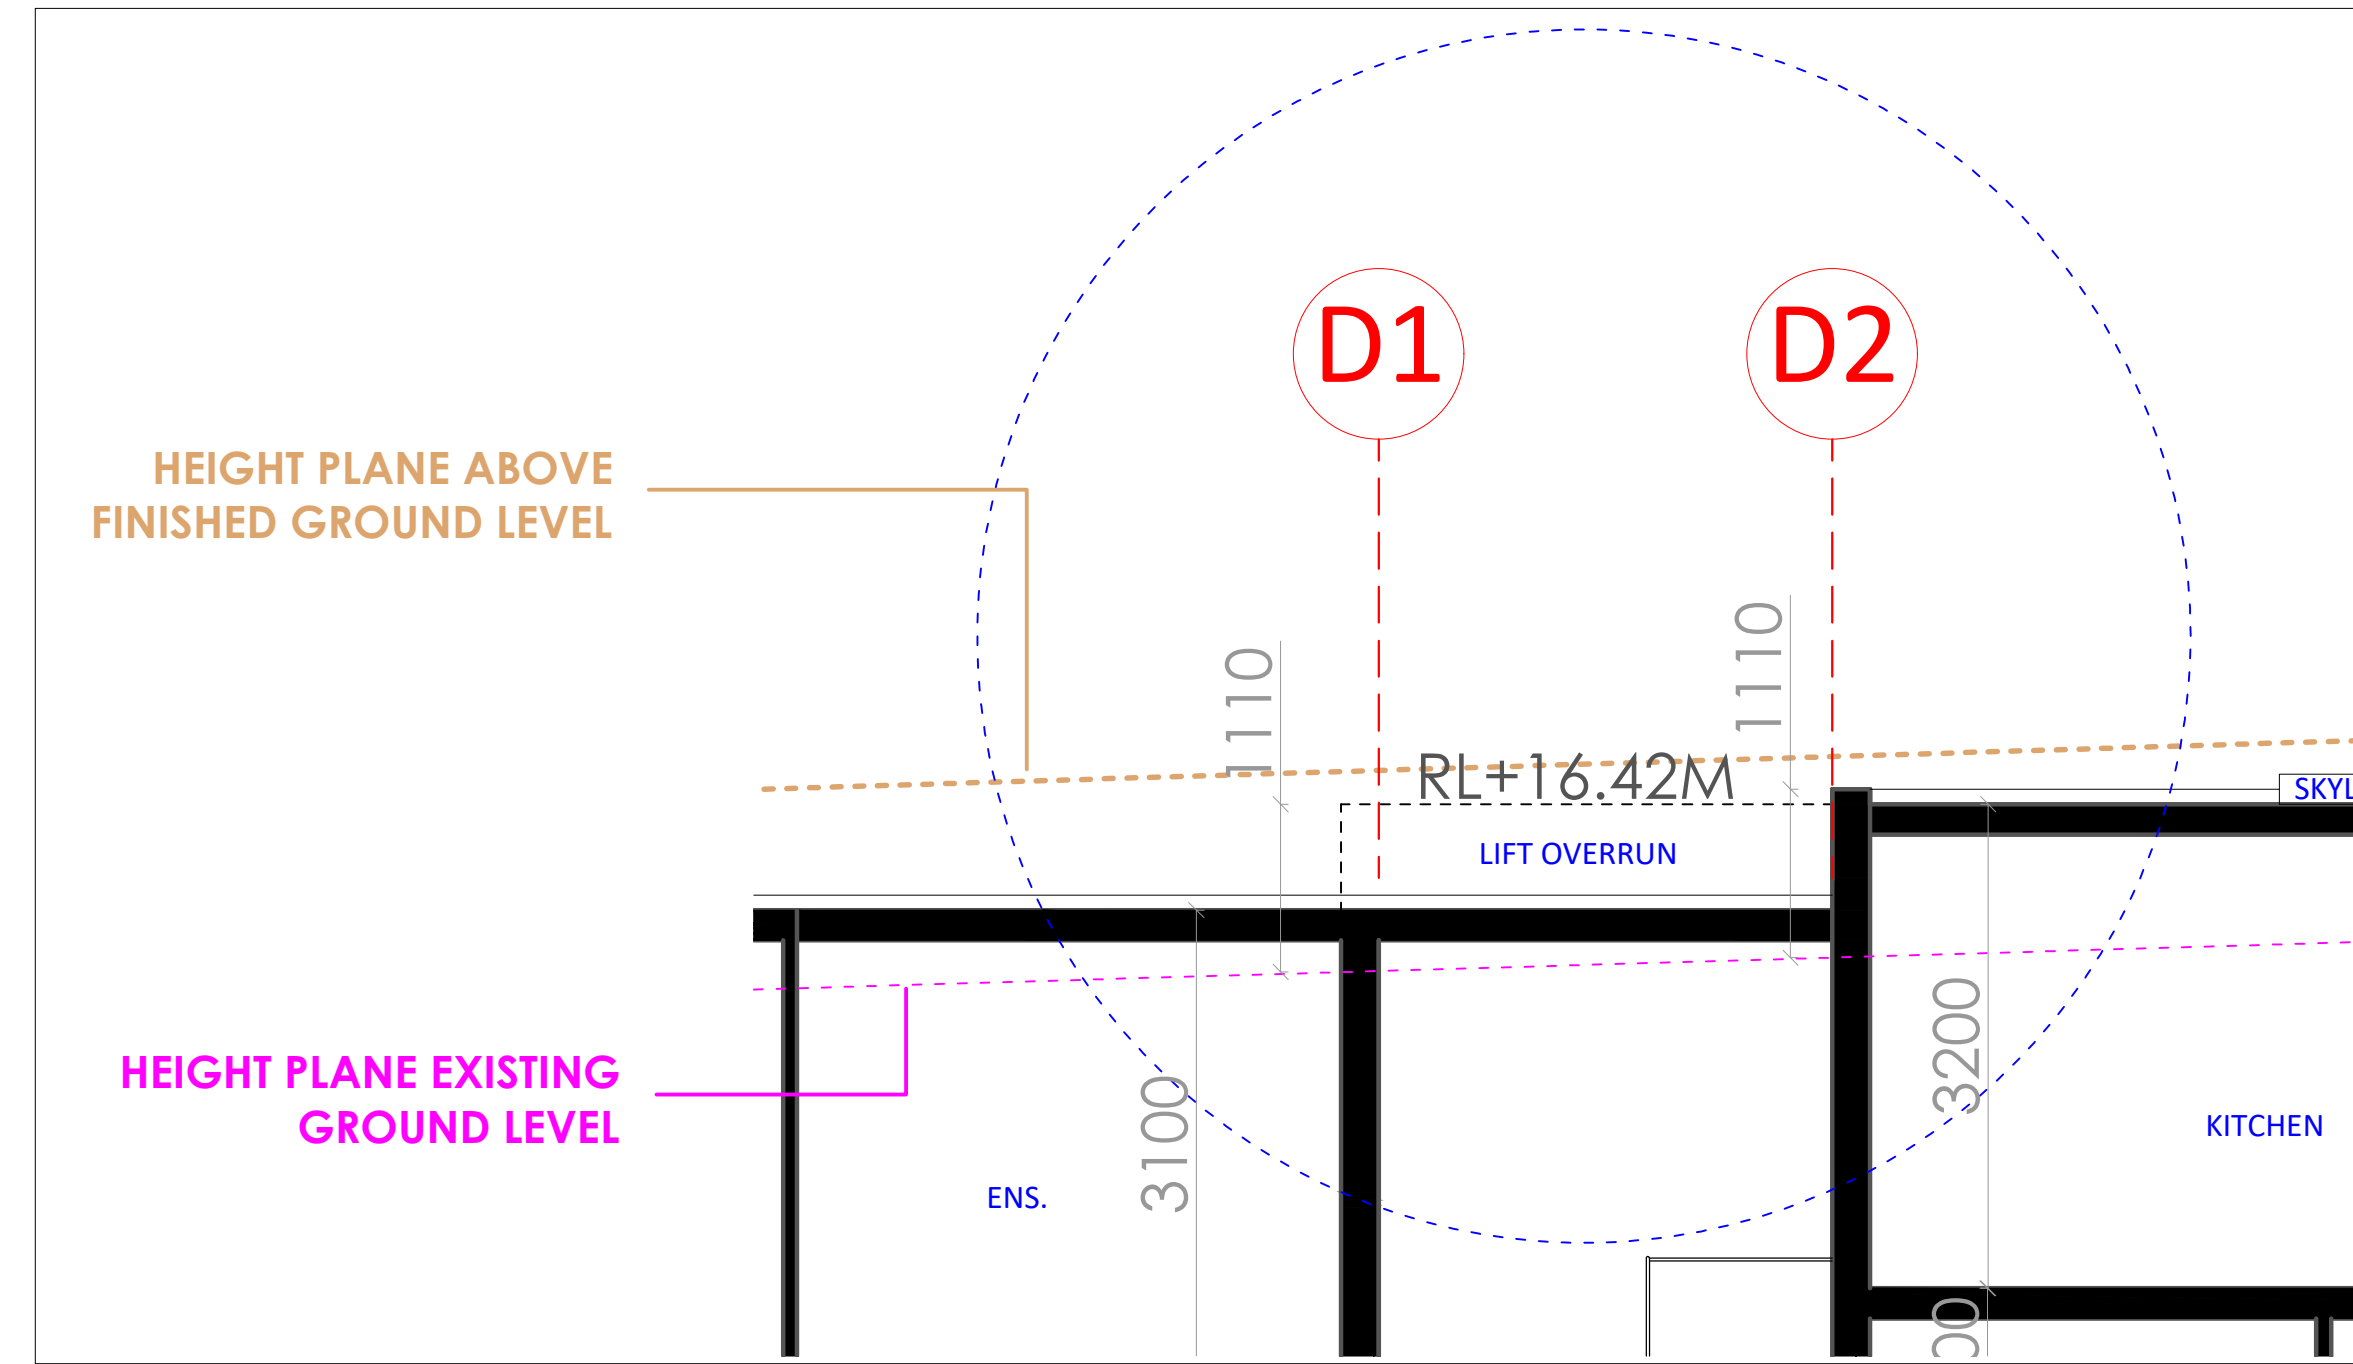 D1
D2
HEIGHT PLANE ABOVE
FINISHED GROUND LEVEL
1110
1110
RL+16.42M
SKYL
LIFT OVERRUN
HEIGHT PLANE EXISTING
GROUND LEVEL
3100
3200
KITCHEN
ENS.
00